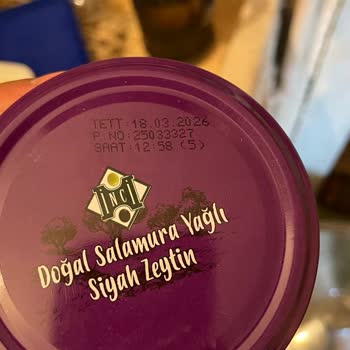 TETT:18.03.2026
P.NO:25033327
SAAT:12:58 (5)
İNCİ
Doğal Salamura Yağlı
Siyah Zeytin